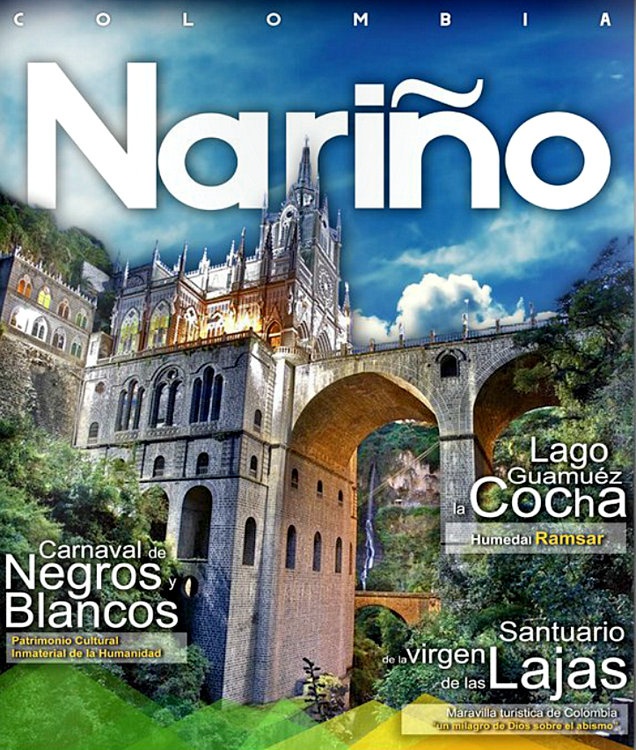 COLOMBIA
Nariño
Lago
Guamuéz
la Cocha
Humedal Ramsar
Carnaval de
Negros y
Blancos
Patrimonio Cultural
Inmaterial de la Humanidad
Santuario
de la virgen
de las Lajas
Maravilla turistica de Colombia
"un milagro de Dios sobre el abismo"